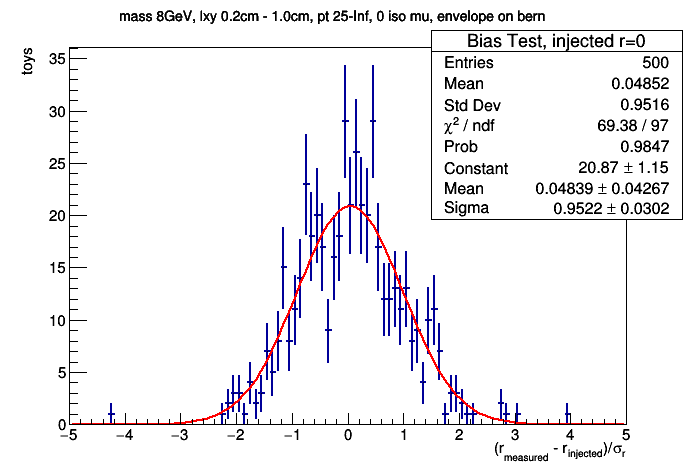 mass 8GeV, lxy 0.2cm - 1.0cm, pt 25-Inf, 0 iso mu, envelope on bern
Bias Test, injected r=0
Entries 500
Mean 0.04852
Std Dev 0.9516
χ² / ndf 69.38 / 97
Prob 0.9847
Constant 20.87 ± 1.15
Mean 0.04839 ± 0.04267
Sigma 0.9522 ± 0.0302
toys
35
30
25
20
15
10
5
0
−5 −4 −3 −2 −1 0 1 2 3 4 5
(r_measured - r_injected)/σ_r